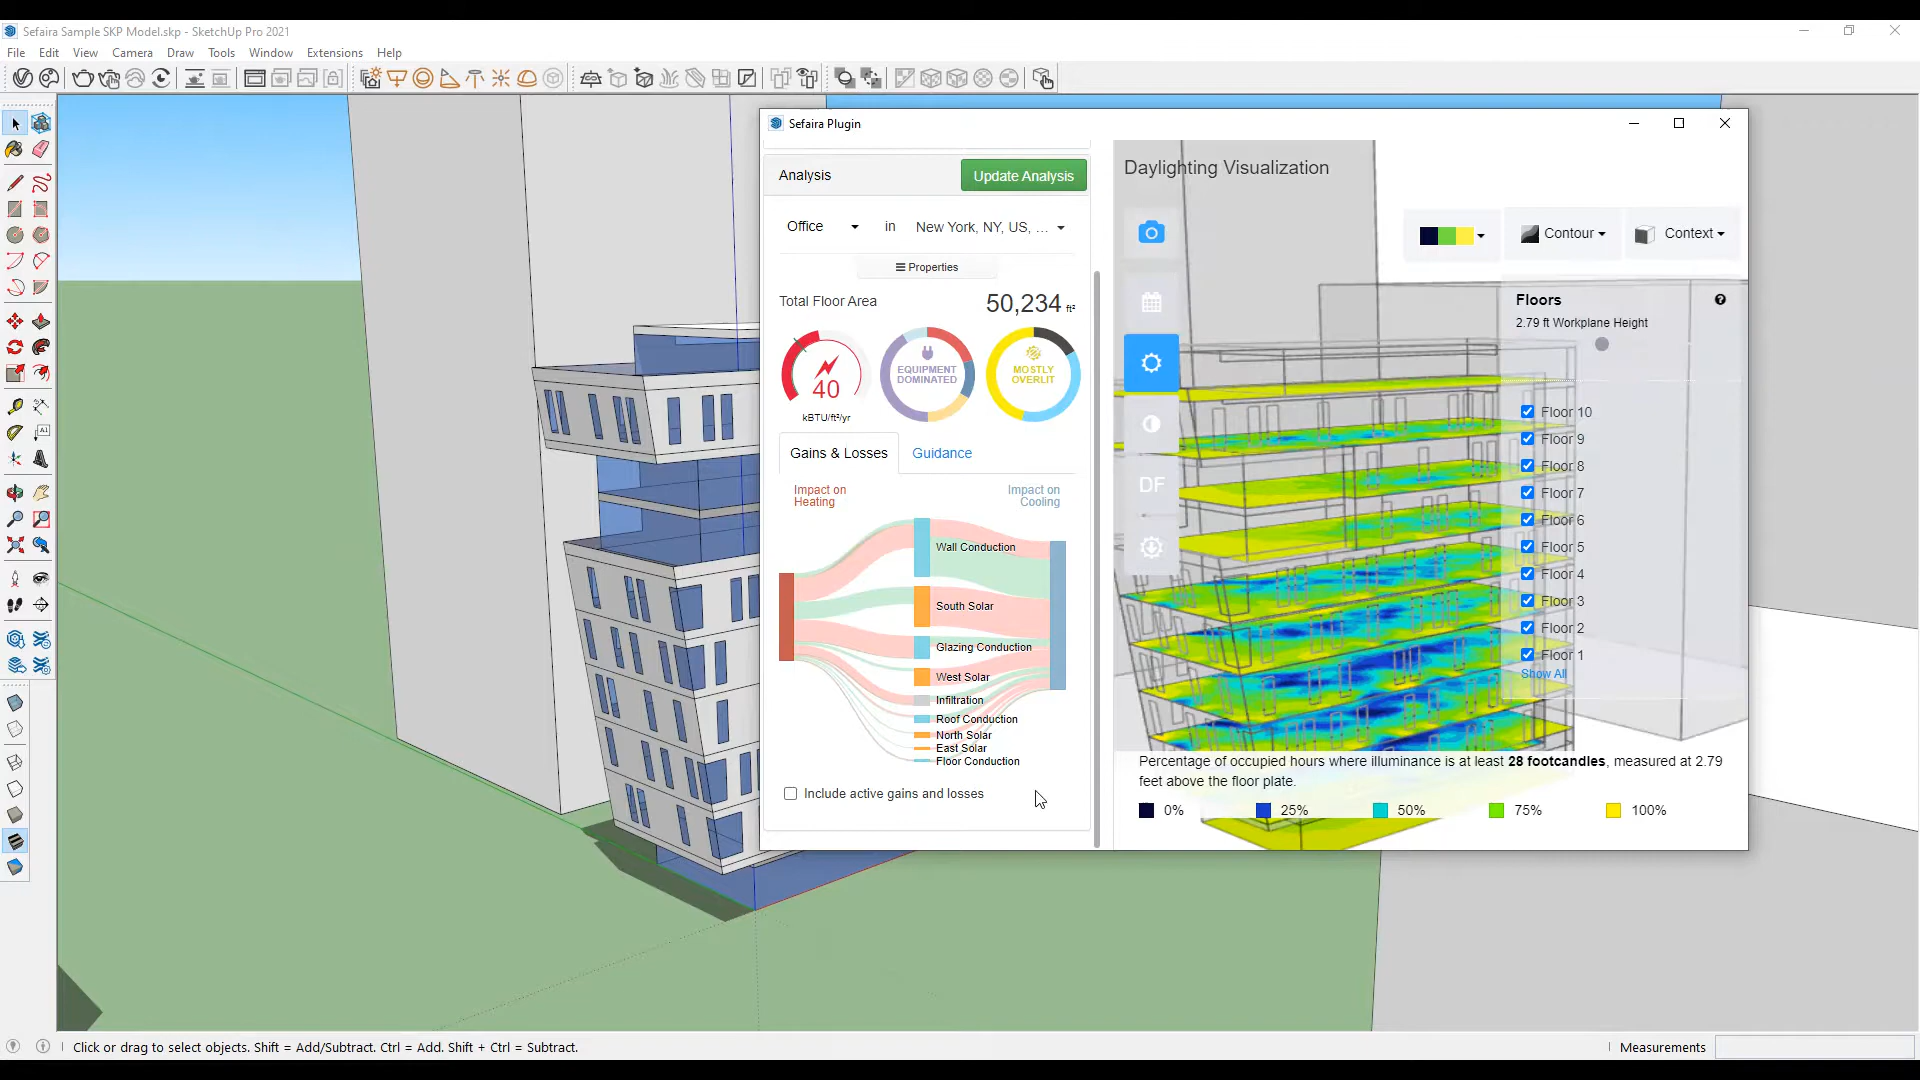 Sefaira Sample SKP Model.skp - SketchUp Pro 2021
File Edit View Camera Draw Tools Window Extensions Help
Sefaira Plugin
Analysis
Update Analysis
Office in New York, NY, US, ...
Properties
Total Floor Area 50,234 ft²
40
kBTU/ft²/yr
EQUIPMENT
DOMINATED
MOSTLY
OVERLIT
Gains & Losses Guidance
Impact on
Heating
Impact on
Cooling
Wall Conduction
South Solar
Glazing Conduction
West Solar
Infiltration
Roof Conduction
North Solar
East Solar
Floor Conduction
Include active gains and losses
Daylighting Visualization
Contour
Context
DF
Floors
2.79 ft Workplane Height
Floor 10
Floor 9
Floor 8
Floor 7
Floor 6
Floor 5
Floor 4
Floor 3
Floor 2
Floor 1
Show All
Percentage of occupied hours where illuminance is at least 28 footcandles, measured at 2.79
feet above the floor plate.
0% 25% 50% 75% 100%
Click or drag to select objects. Shift = Add/Subtract. Ctrl = Add. Shift + Ctrl = Subtract.
Measurements